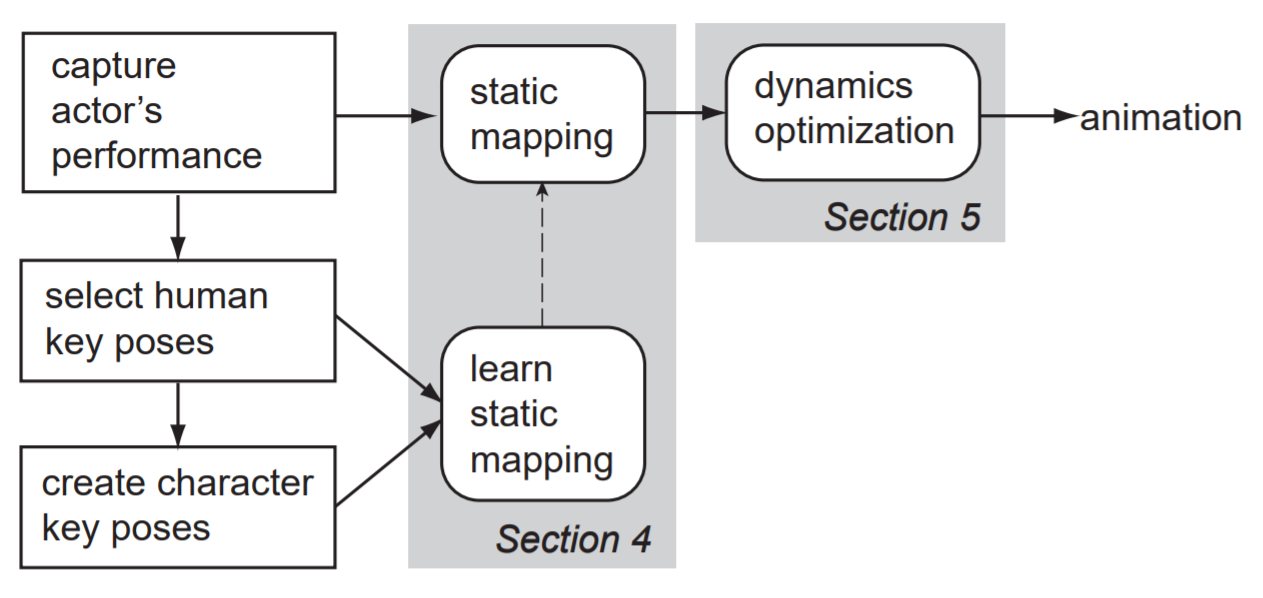 capture
actor's
performance
static
mapping
dynamics
optimization
animation
Section 5
select human
key poses
learn
static
mapping
create character
key poses
Section 4